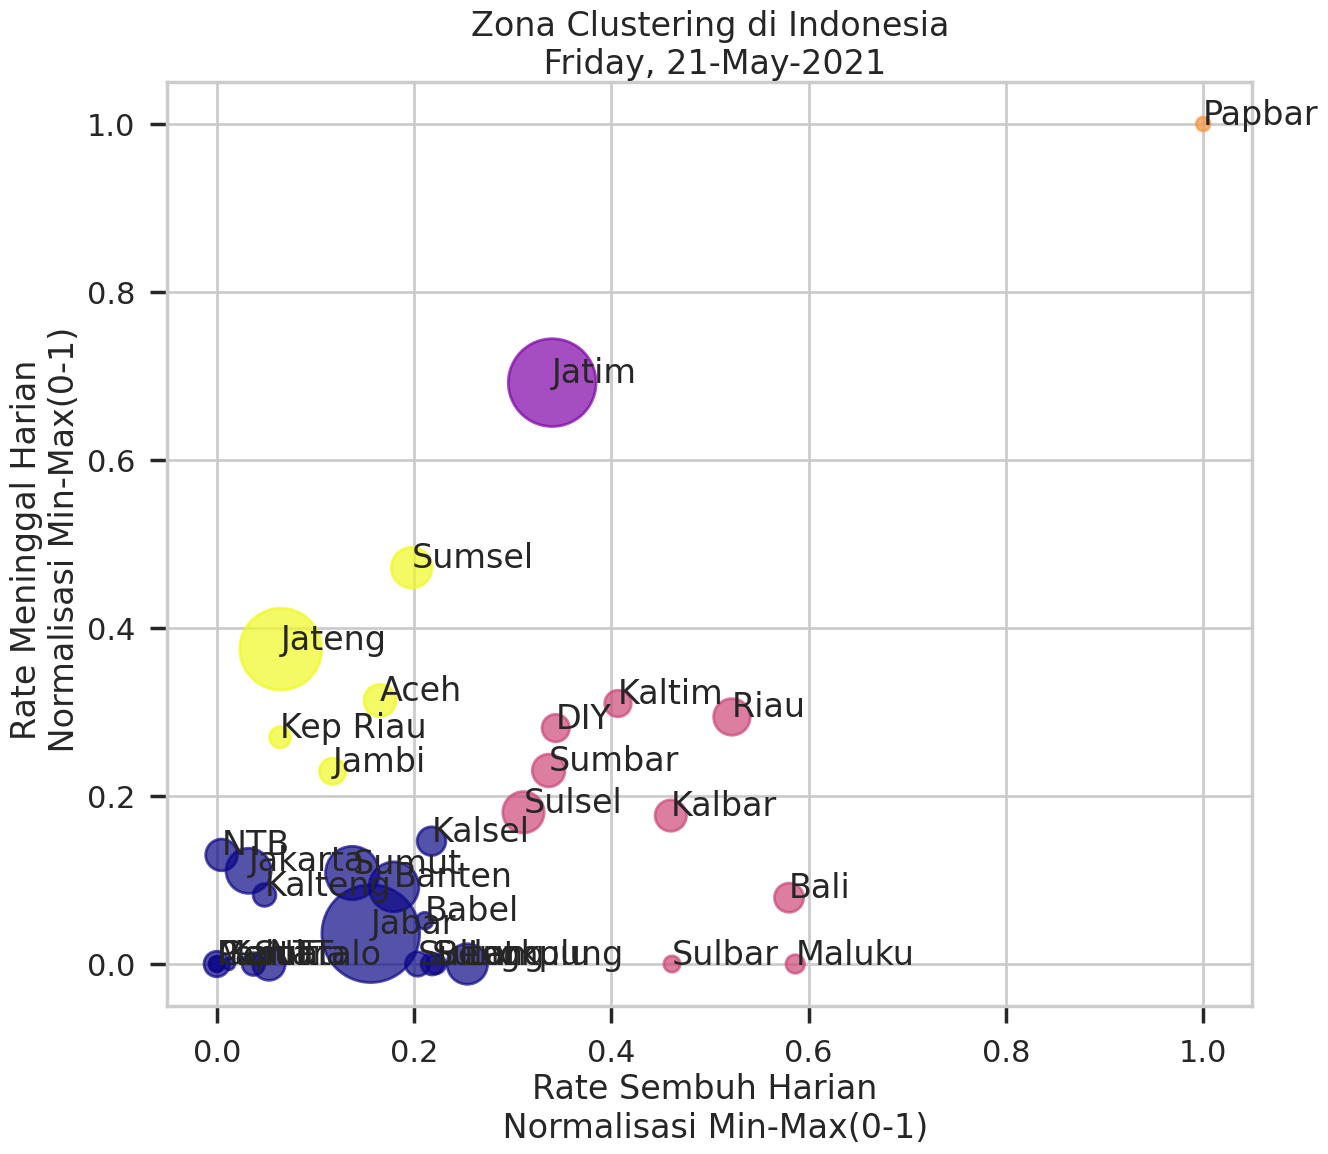 Zona Clustering di Indonesia
Friday, 21-May-2021
Papbar
Jatim
Sumsel
Jateng
Aceh
Kaltim
Riau
Kep Riau
DIY
Jambi
Sumbar
Sulsel
Kalbar
Kalsel
NTB
Jakarta
Sumut
Banten
Kalteng
Bali
Babel
Jabar
Sulbar
Maluku
1.0
0.8
0.6
0.4
0.2
0.0
Rate Meninggal Harian
Normalisasi Min-Max(0-1)
0.0 0.2 0.4 0.6 0.8 1.0
Rate Sembuh Harian
Normalisasi Min-Max(0-1)